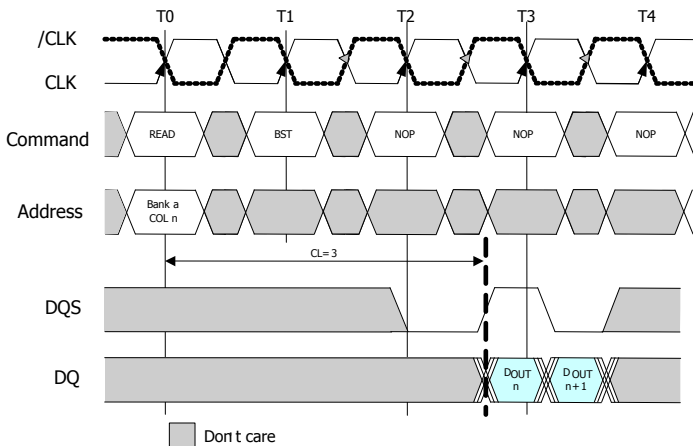 T0 T1 T2 T3 T4
/CLK
CLK
Command READ BST NOP NOP NOP
Address Bank a
COL n
CL= 3
DQS
DQ DOUT
n DOUT
n+1
Don't care